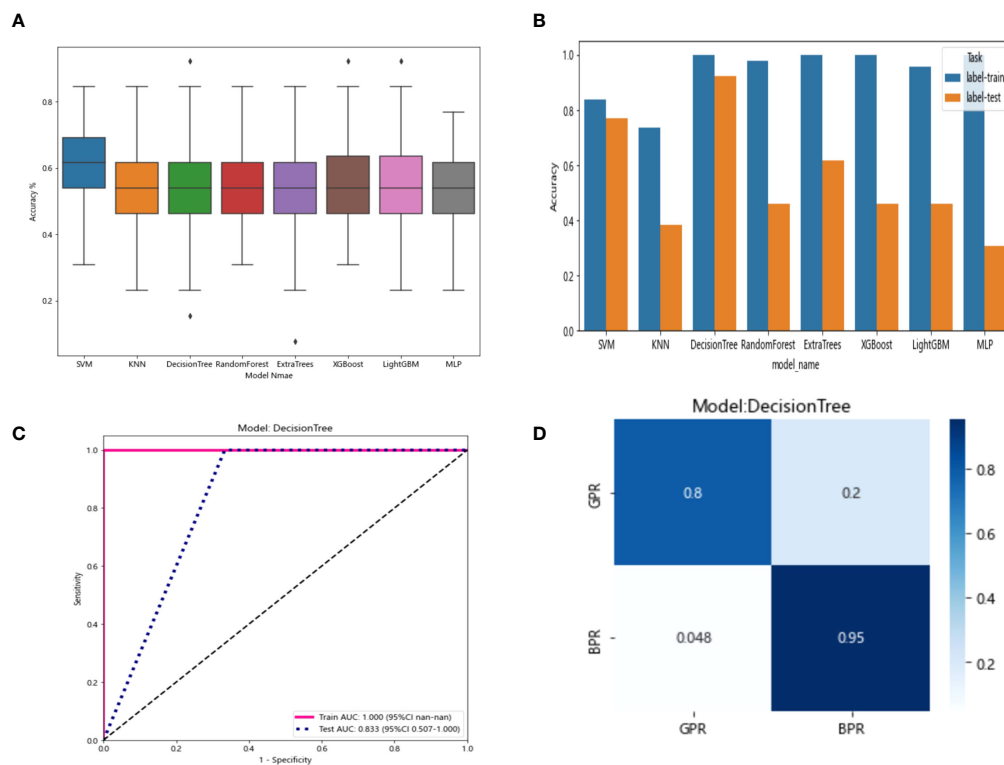 A
Accuracy %
0.8
0.6
0.4
0.2
SVM KNN DecisionTree RandomForest ExtraTrees XGBoost LightGBM MLP
Model Nmae
B
Accuracy
1.0
0.8
0.6
0.4
0.2
0.0
Task
label-train
label-test
SVM KNN DecisionTree RandomForest ExtraTrees XGBoost LightGBM MLP
model_name
C
Model: DecisionTree
Sensitivity
1.0
0.8
0.6
0.4
0.2
0.0
Train AUC: 1.000 (95%CI nan-nan)
Test AUC: 0.833 (95%CI 0.507-1.000)
0.0 0.2 0.4 0.6 0.8 1.0
1 - Specificity
D
Model:DecisionTree
GPR
0.8 0.2
BPR
0.048 0.95
GPR BPR
0.8
0.6
0.4
0.2